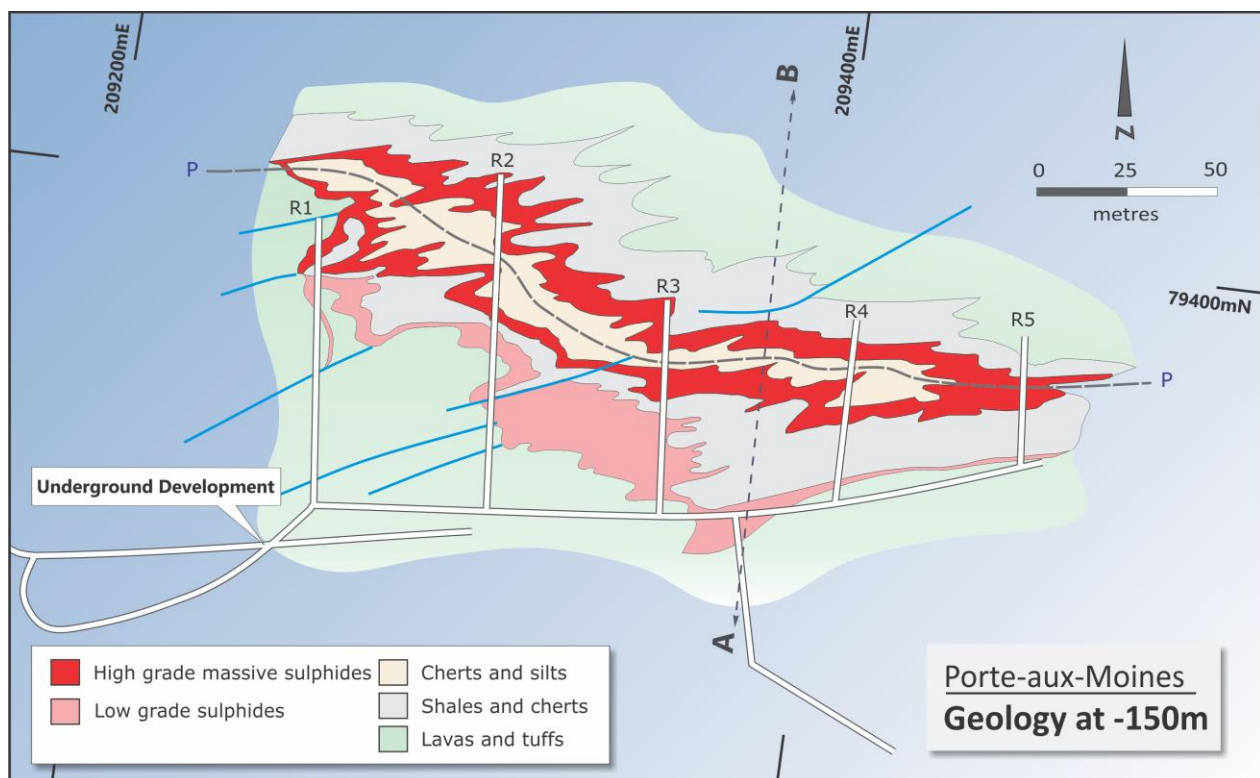 209200mE
209400mE
B
Z
P
R2
R1
0 25 50
metres
79400mN
R3
R4
R5
P
Underground Development
A
High grade massive sulphides
Cherts and silts
Low grade sulphides
Shales and cherts
Lavas and tuffs
Porte-aux-Moines
Geology at -150m